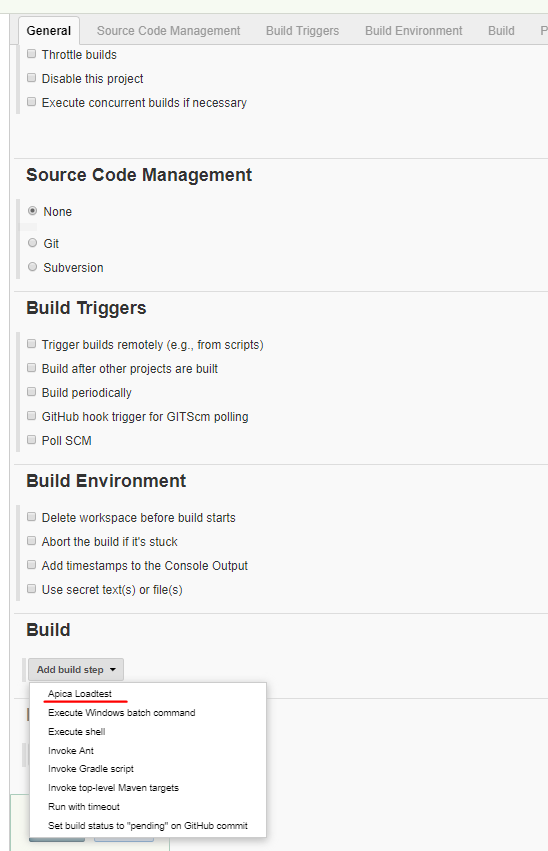 General Source Code Management Build Triggers Build Environment Build P
Throttle builds
Disable this project
Execute concurrent builds if necessary
Source Code Management
None
Git
Subversion
Build Triggers
Trigger builds remotely (e.g., from scripts)
Build after other projects are built
Build periodically
GitHub hook trigger for GITScm polling
Poll SCM
Build Environment
Delete workspace before build starts
Abort the build if it's stuck
Add timestamps to the Console Output
Use secret text(s) or file(s)
Build
Add build step
Apica Loadtest
Execute Windows batch command
Execute shell
Invoke Ant
Invoke Gradle script
Invoke top-level Maven targets
Run with timeout
Set build status to "pending" on GitHub commit